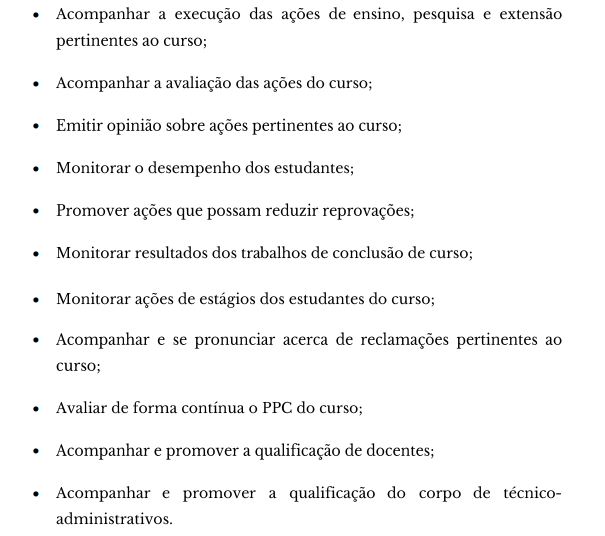 • Acompanhar a execução das ações de ensino, pesquisa e extensão
pertinentes ao curso;
• Acompanhar a avaliação das ações do curso;
• Emitir opinião sobre ações pertinentes ao curso;
• Monitorar o desempenho dos estudantes;
• Promover ações que possam reduzir reprovações;
• Monitorar resultados dos trabalhos de conclusão de curso;
• Monitorar ações de estágios dos estudantes do curso;
• Acompanhar e se pronunciar acerca de reclamações pertinentes ao
curso;
• Avaliar de forma contínua o PPC do curso;
• Acompanhar e promover a qualificação de docentes;
• Acompanhar e promover a qualificação do corpo de técnico-
administrativos.